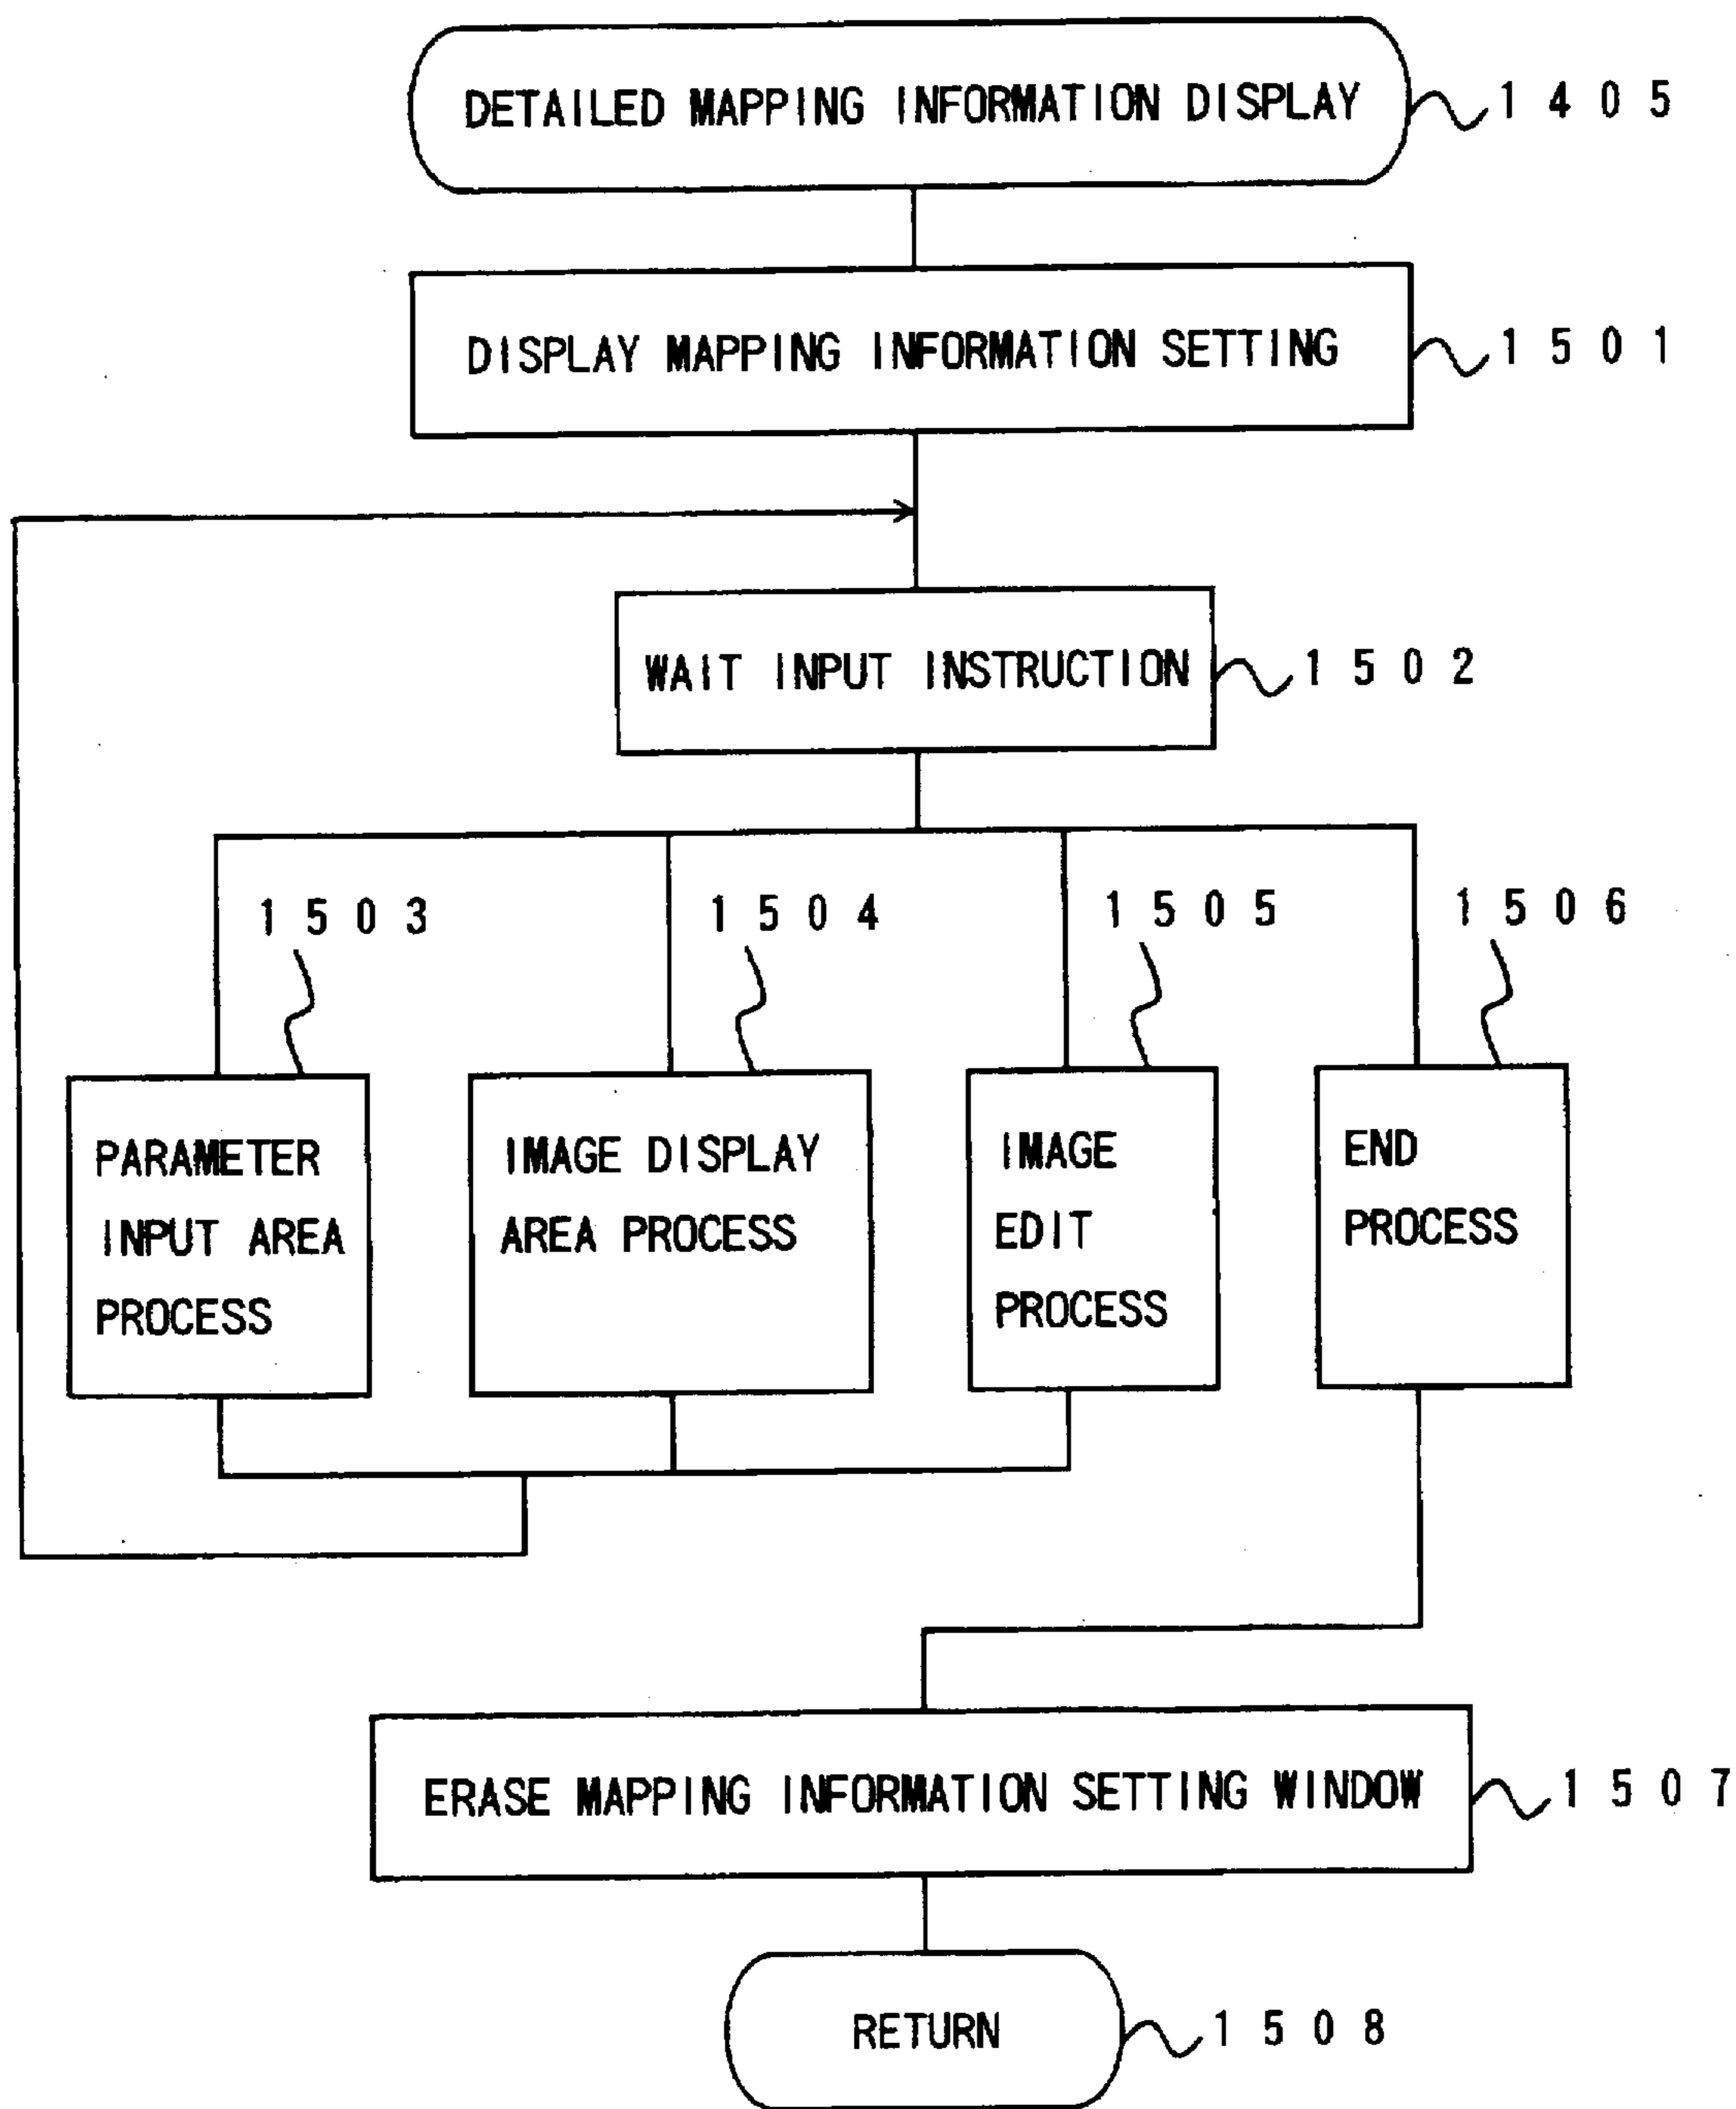 DETAILED MAPPING INFORMATION DISPLAY
1405
DISPLAY MAPPING INFORMATION SETTING
1501
WAIT INPUT INSTRUCTION
1502
1503
1504
1505
1506
PARAMETER
INPUT AREA
PROCESS
IMAGE DISPLAY
AREA PROCESS
IMAGE
EDIT
PROCESS
END
PROCESS
ERASE MAPPING INFORMATION SETTING WINDOW
1507
RETURN
1508